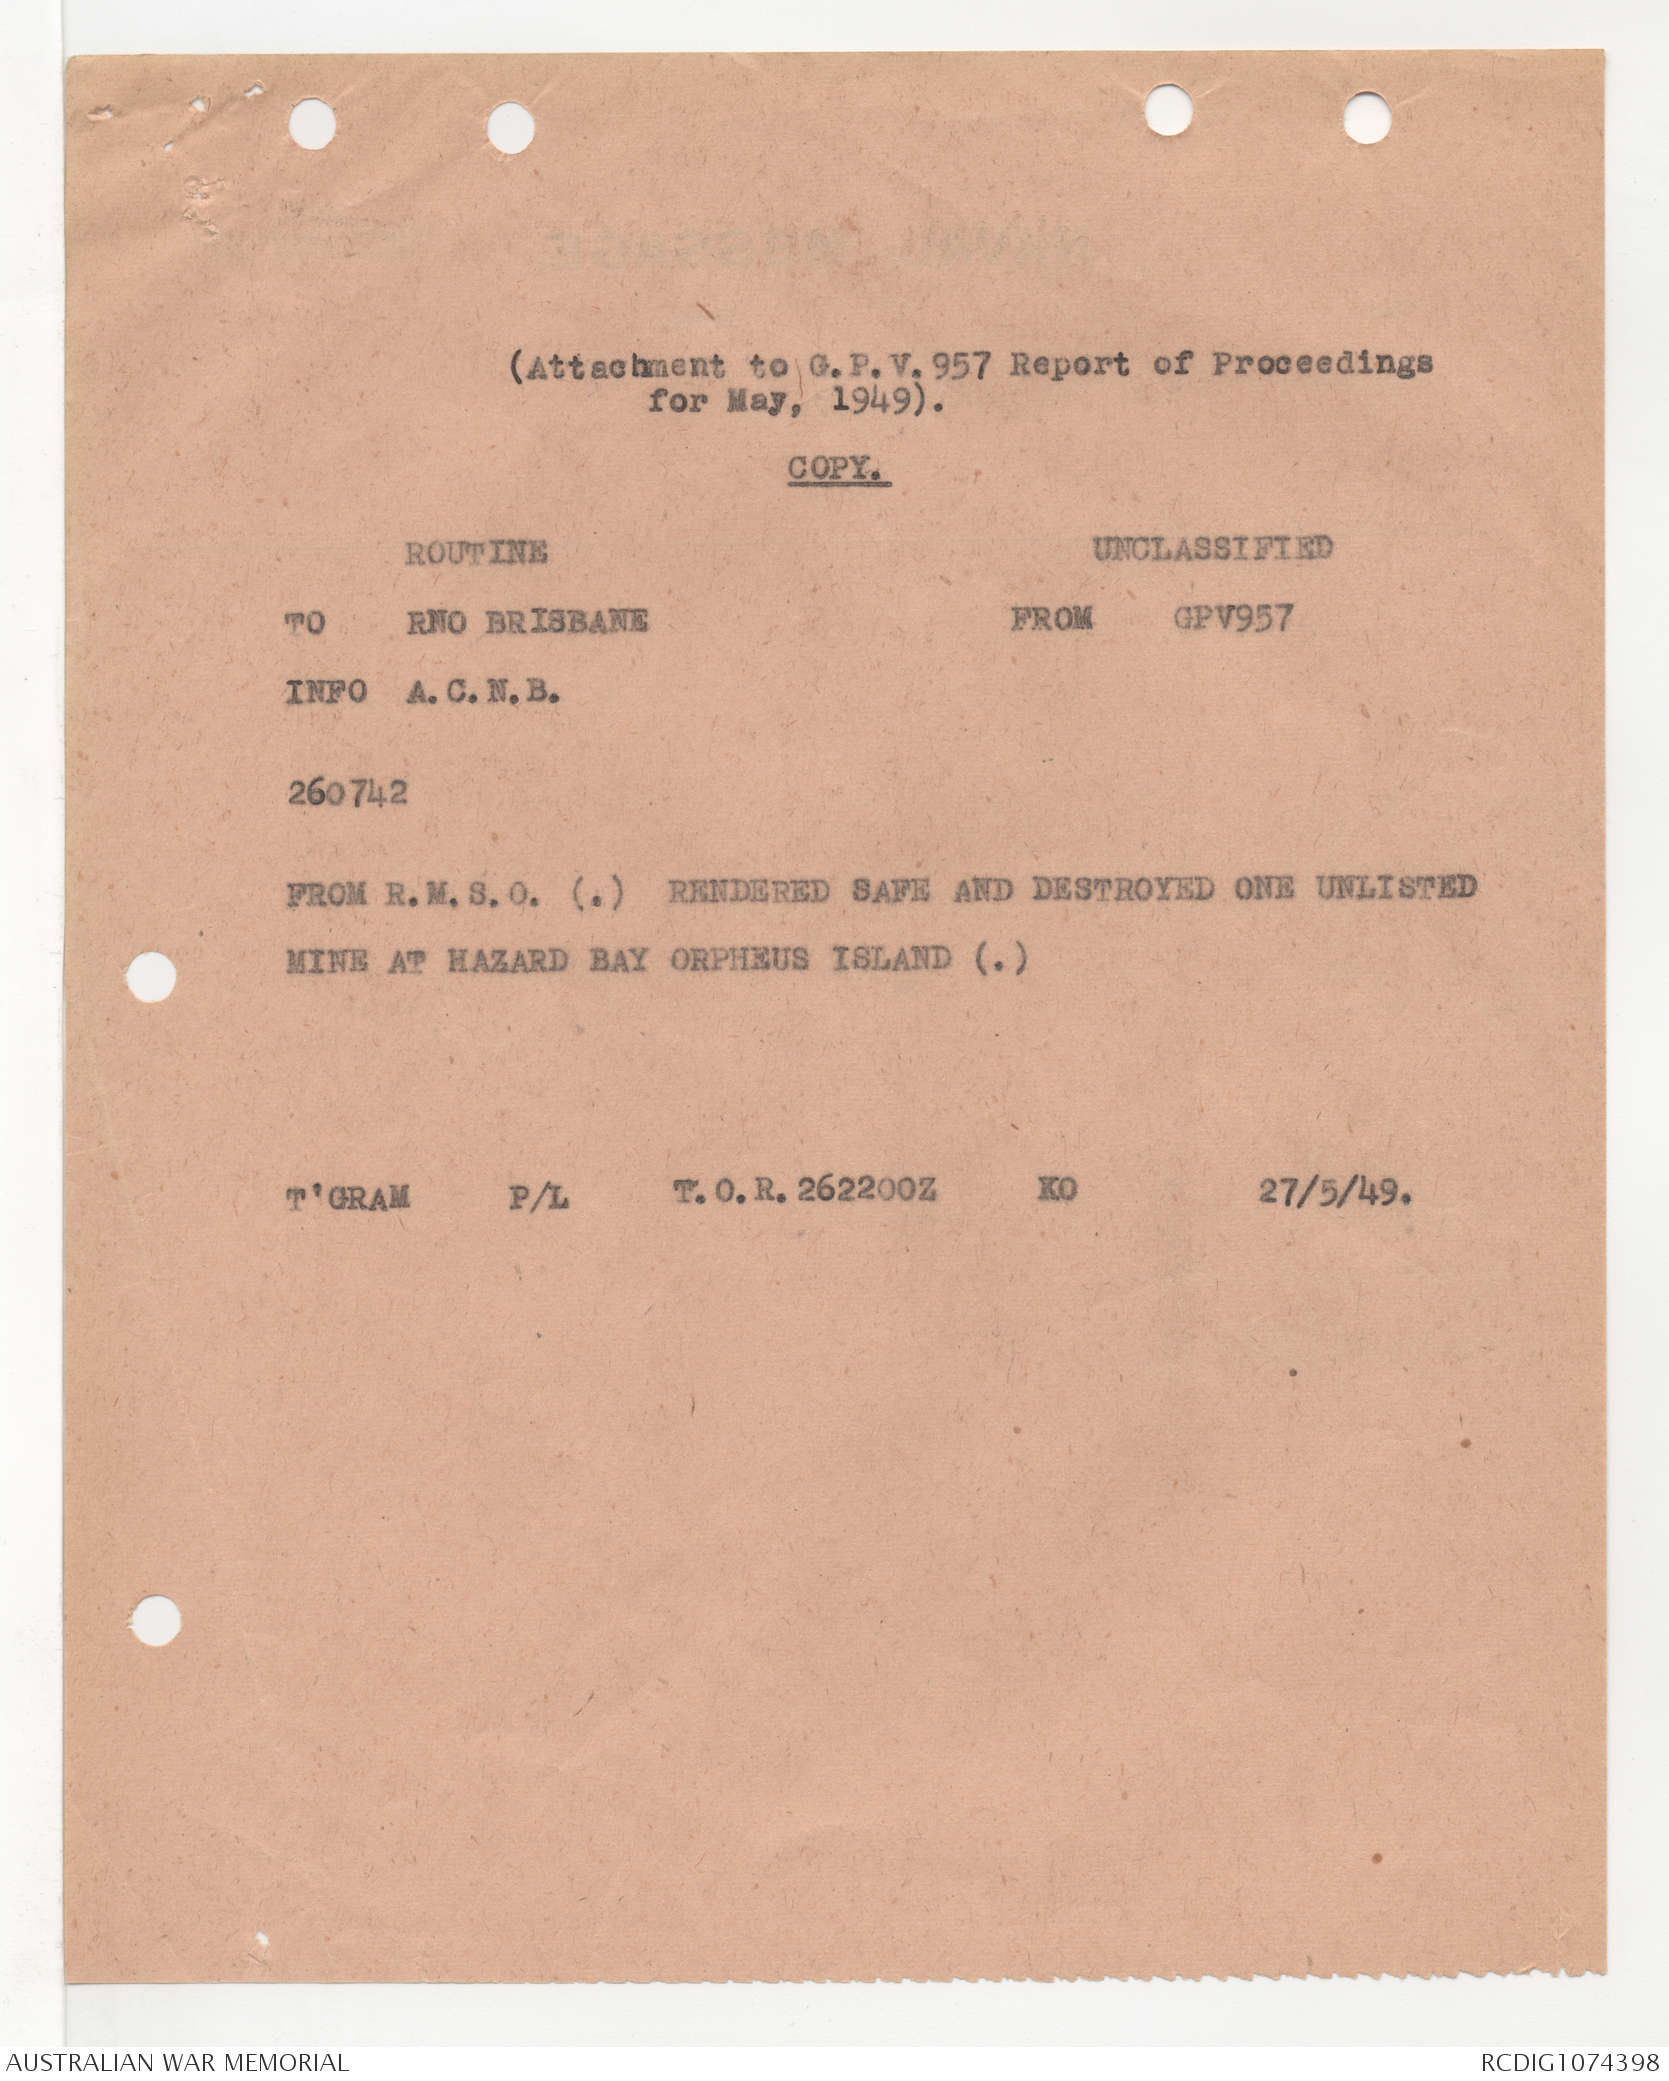 (Attachment to G.P.V.957 Report of Proceedings
for May, 1949).
COPY.
ROUTINE UNCLASSIFIED
TO RNO BRISBANE FROM GPV957
INFO A.C.N.B.
260742
FROM R.M.S.O. (.) RENDERED SAFE AND DESTROYED ONE UNLISTED
MINE AT HAZARD BAY ORPHEUS ISLAND (.)
T'GRAM P/L T.O.R.262200Z KO 27/5/49.
AUSTRALIAN WAR MEMORIAL RCDIG1074398